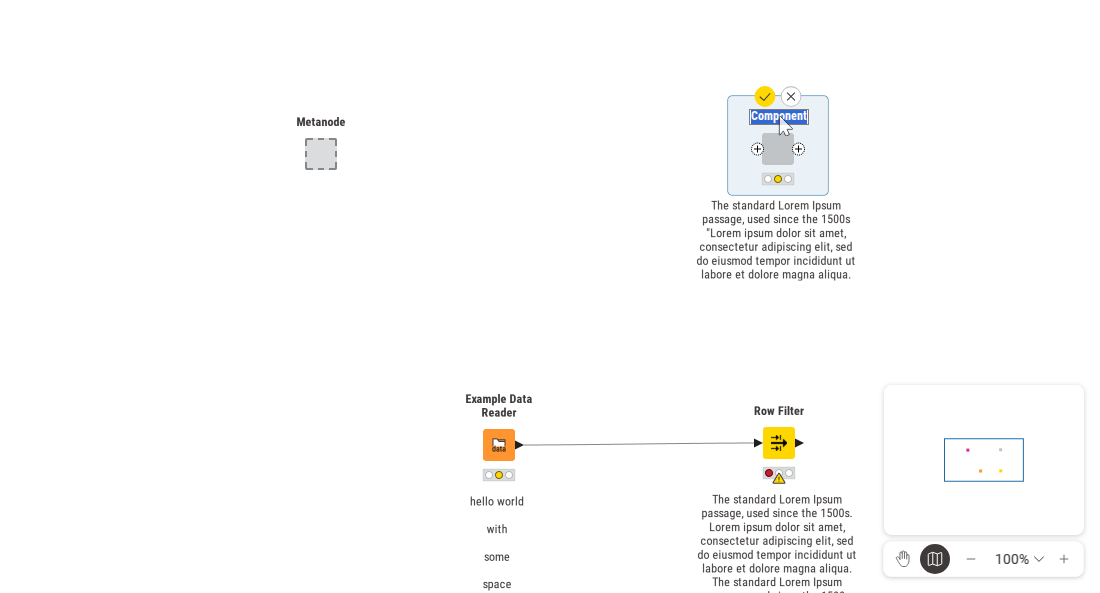 Metanode
Component
The standard Lorem Ipsum
passage, used since the 1500s
"Lorem ipsum dolor sit amet,
consectetur adipiscing elit, sed
do eiusmod tempor incididunt ut
labore et dolore magna aliqua.
Example Data
Reader
data
hello world
with
some
space
Row Filter
The standard Lorem Ipsum
passage, used since the 1500s.
Lorem ipsum dolor sit amet,
consectetur adipiscing elit, sed
do eiusmod tempor incididunt ut
labore et dolore magna aliqua.
The standard Lorem Ipsum
100%